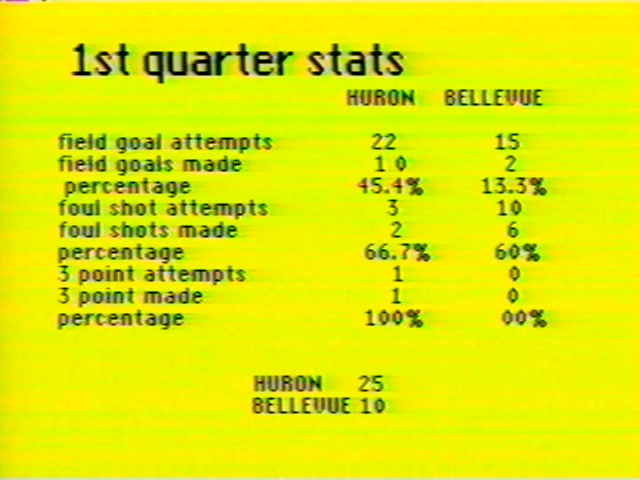 1st quarter stats
HURON BELLEVUE
field goal attempts 22 15
field goals made 10 2
percentage 45.4% 13.3%
foul shot attempts 3 10
foul shots made 2 6
percentage 66.7% 60%
3 point attempts 1 0
3 point made 1 0
percentage 100% 00%
HURON 25
BELLEVUE 10